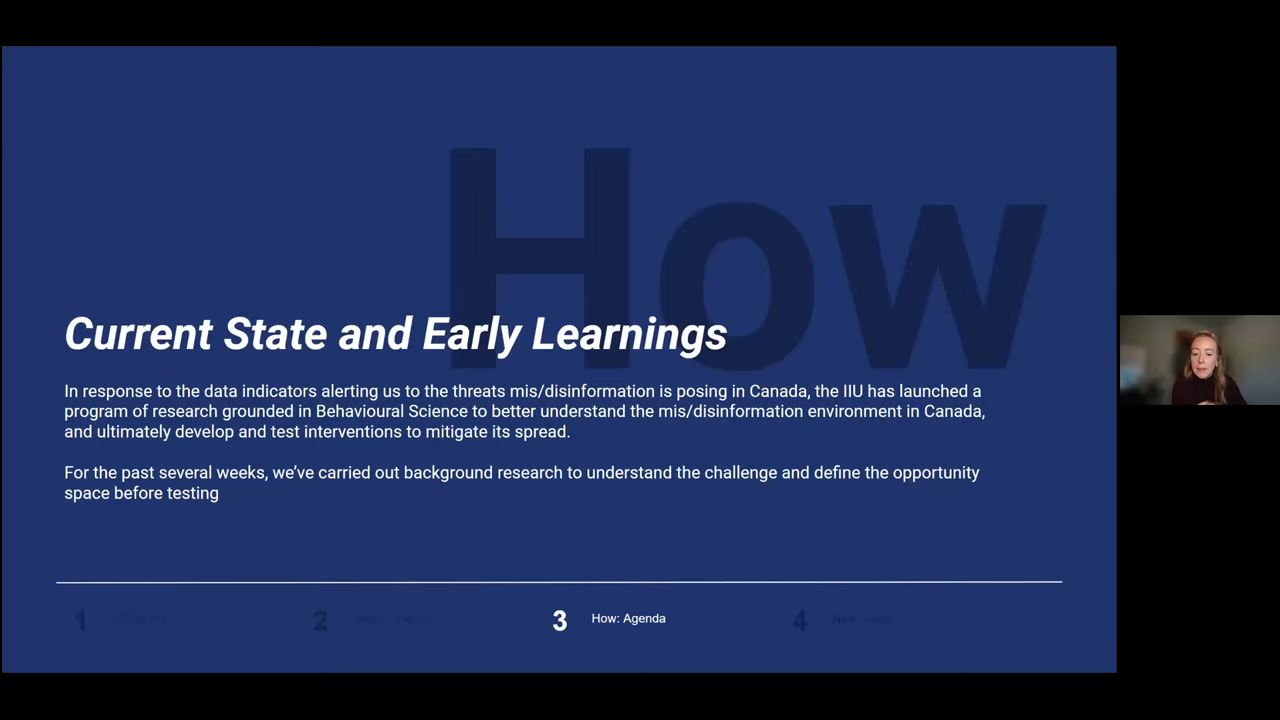 How
Current State and Early Learnings
In response to the data indicators alerting us to the threats mis/disinformation is posing in Canada, the IIU has launched a
program of research grounded in Behavioural Science to better understand the mis/disinformation environment in Canada,
and ultimately develop and test interventions to mitigate its spread.
For the past several weeks, we’ve carried out background research to understand the challenge and define the opportunity
space before testing
1
2
3 How: Agenda
4